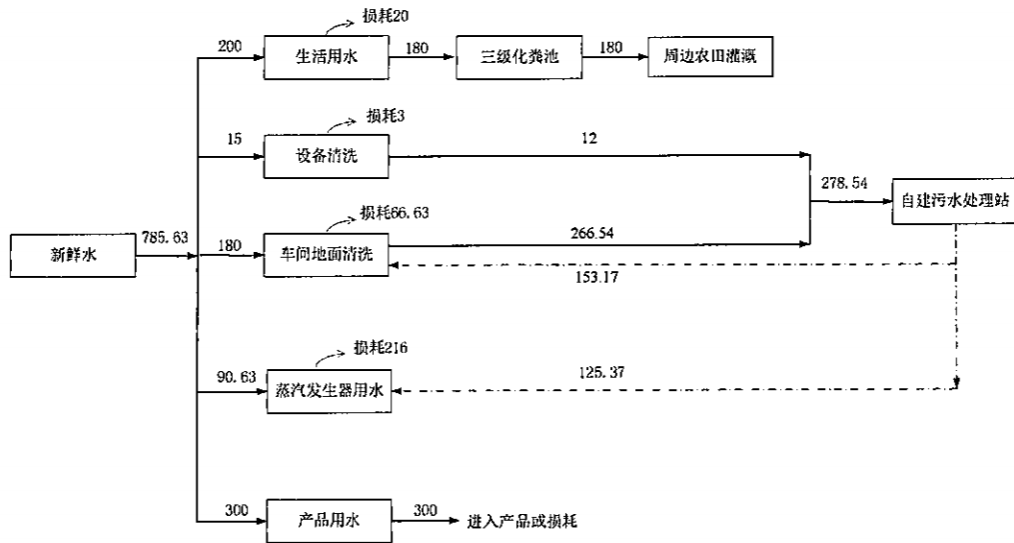 损耗20
200
生活用水
180
三级化粪池
180
周边农田灌溉
损耗3
15
设备清洗
12
278.54
自建污水处理站
损耗66.63
新鲜水
785.63
180
车间地面清洗
266.54
153.17
损耗216
90.63
蒸汽发生器用水
125.37
300
产品用水
300
进入产品或损耗